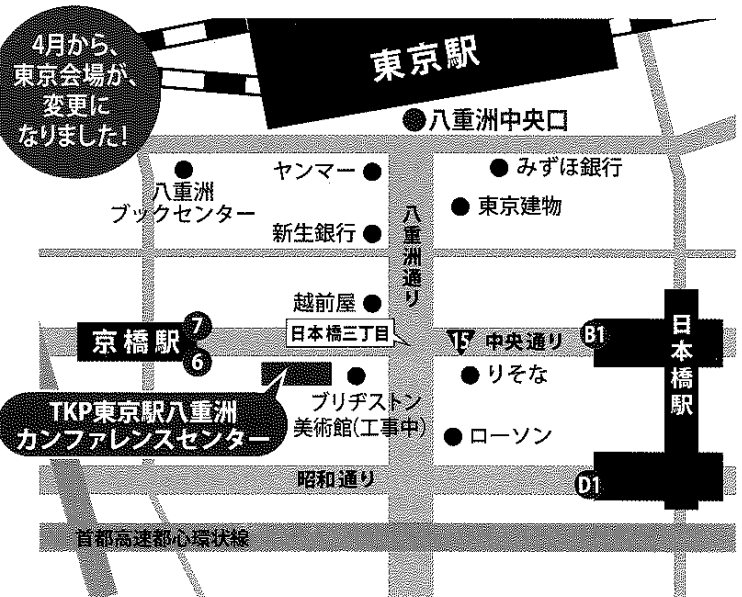 4月から、
東京会場が、
変更に
なりました!
東京駅
八重洲中央口
八重洲
ブックセンター
ヤンマー
みずほ銀行
東京建物
新生銀行
八重洲通り
越前屋
京橋駅
7
6
日本橋三丁目
15
中央通り
B1
日本橋駅
りそな
ブリヂストン
美術館(工事中)
TKP東京駅八重洲
カンファレンスセンター
ローソン
昭和通り
D1
首都高速都心環状線